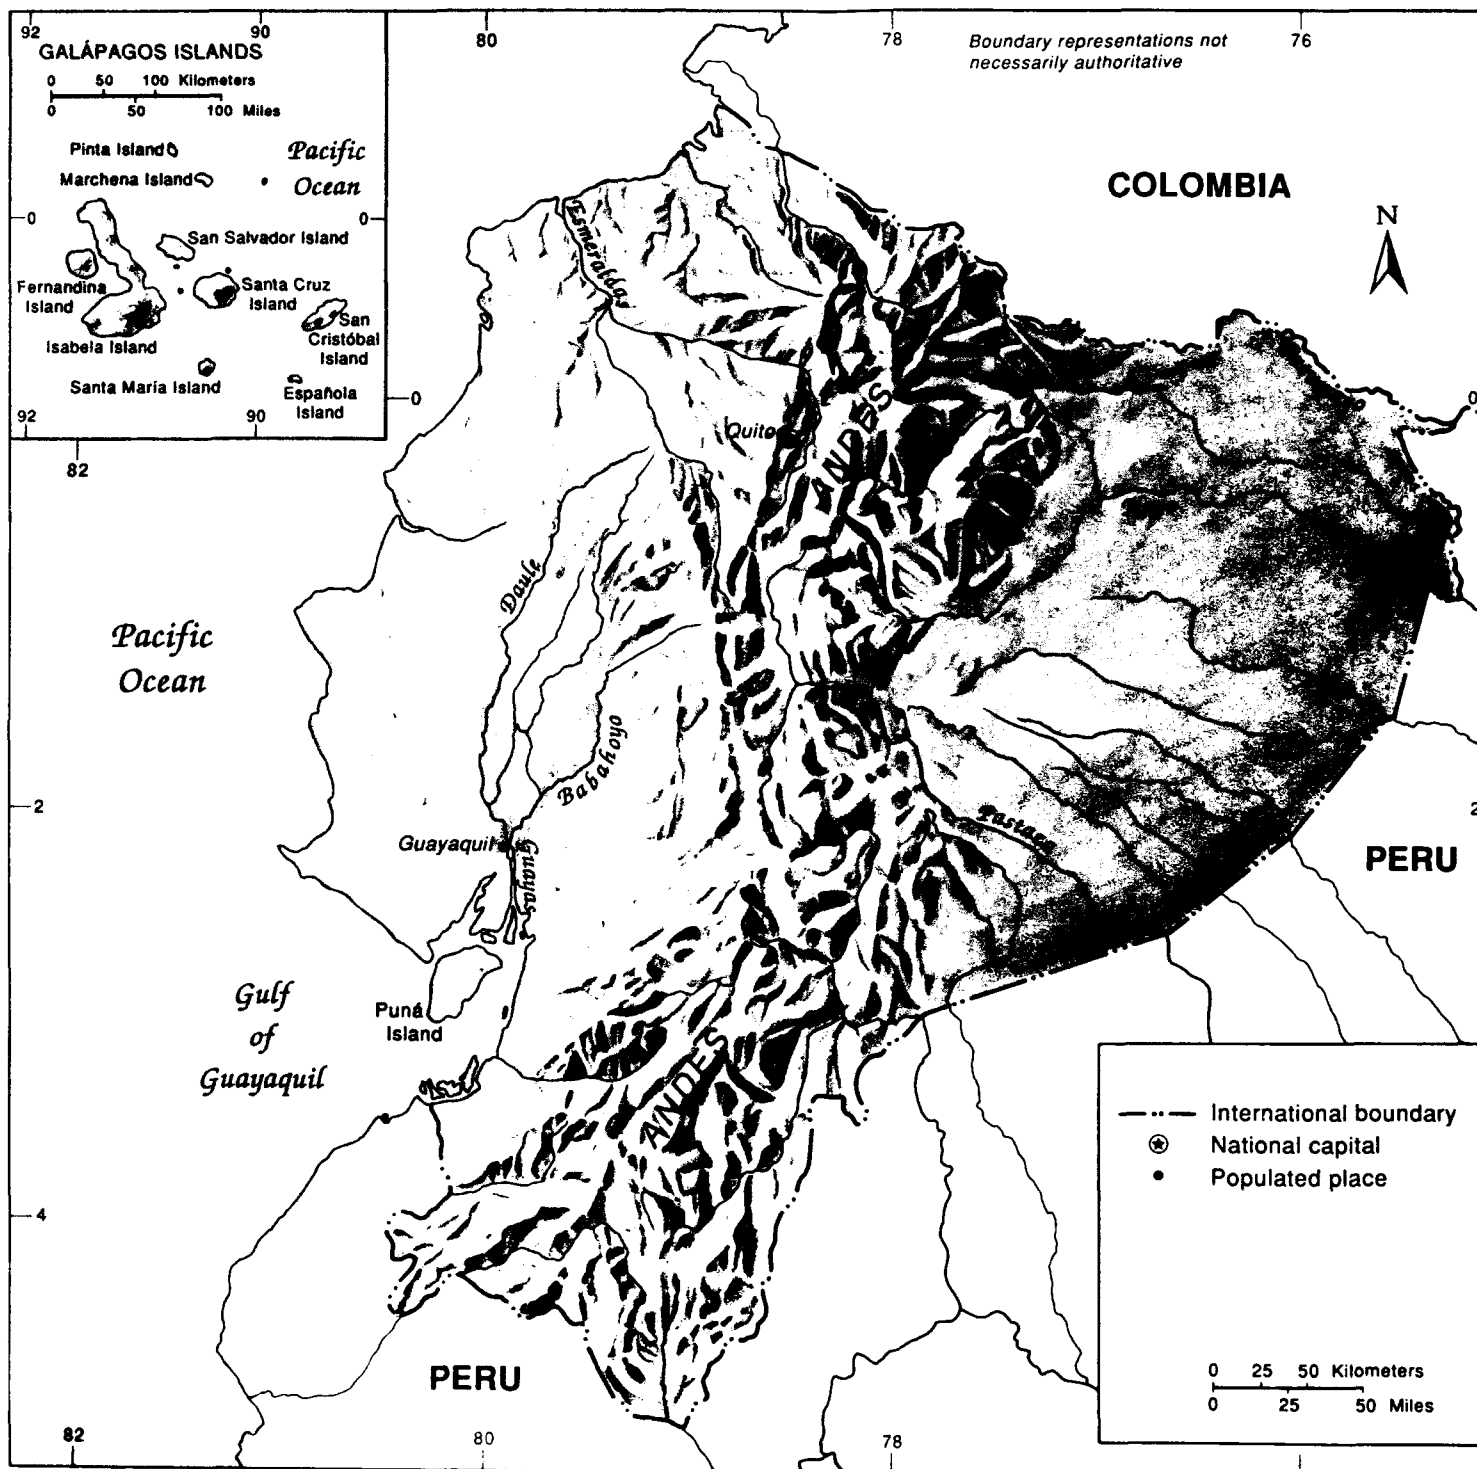 92
90
80
78
76
GALÁPAGOS ISLANDS
0 50 100 Kilometers
0 50 100 Miles
Pinta Island
Marchena Island
Pacific
Ocean
0
0
San Salvador Island
Fernandina
Island
Santa Cruz
Island
San
Cristóbal
Island
Isabela Island
Santa María Island
Española
Island
92
90
82
Boundary representations not
necessarily authoritative
COLOMBIA
N
Esmeraldas
0
0
Quito
ANDES
Daule
Pacific
Ocean
Babahoyo
2
2
Guayaquil
Guayas
Pastaza
PERU
Gulf
of
Guayaquil
Puná
Island
ANDES
International boundary
National capital
Populated place
4
PERU
0 25 50 Kilometers
0 25 50 Miles
82
80
78